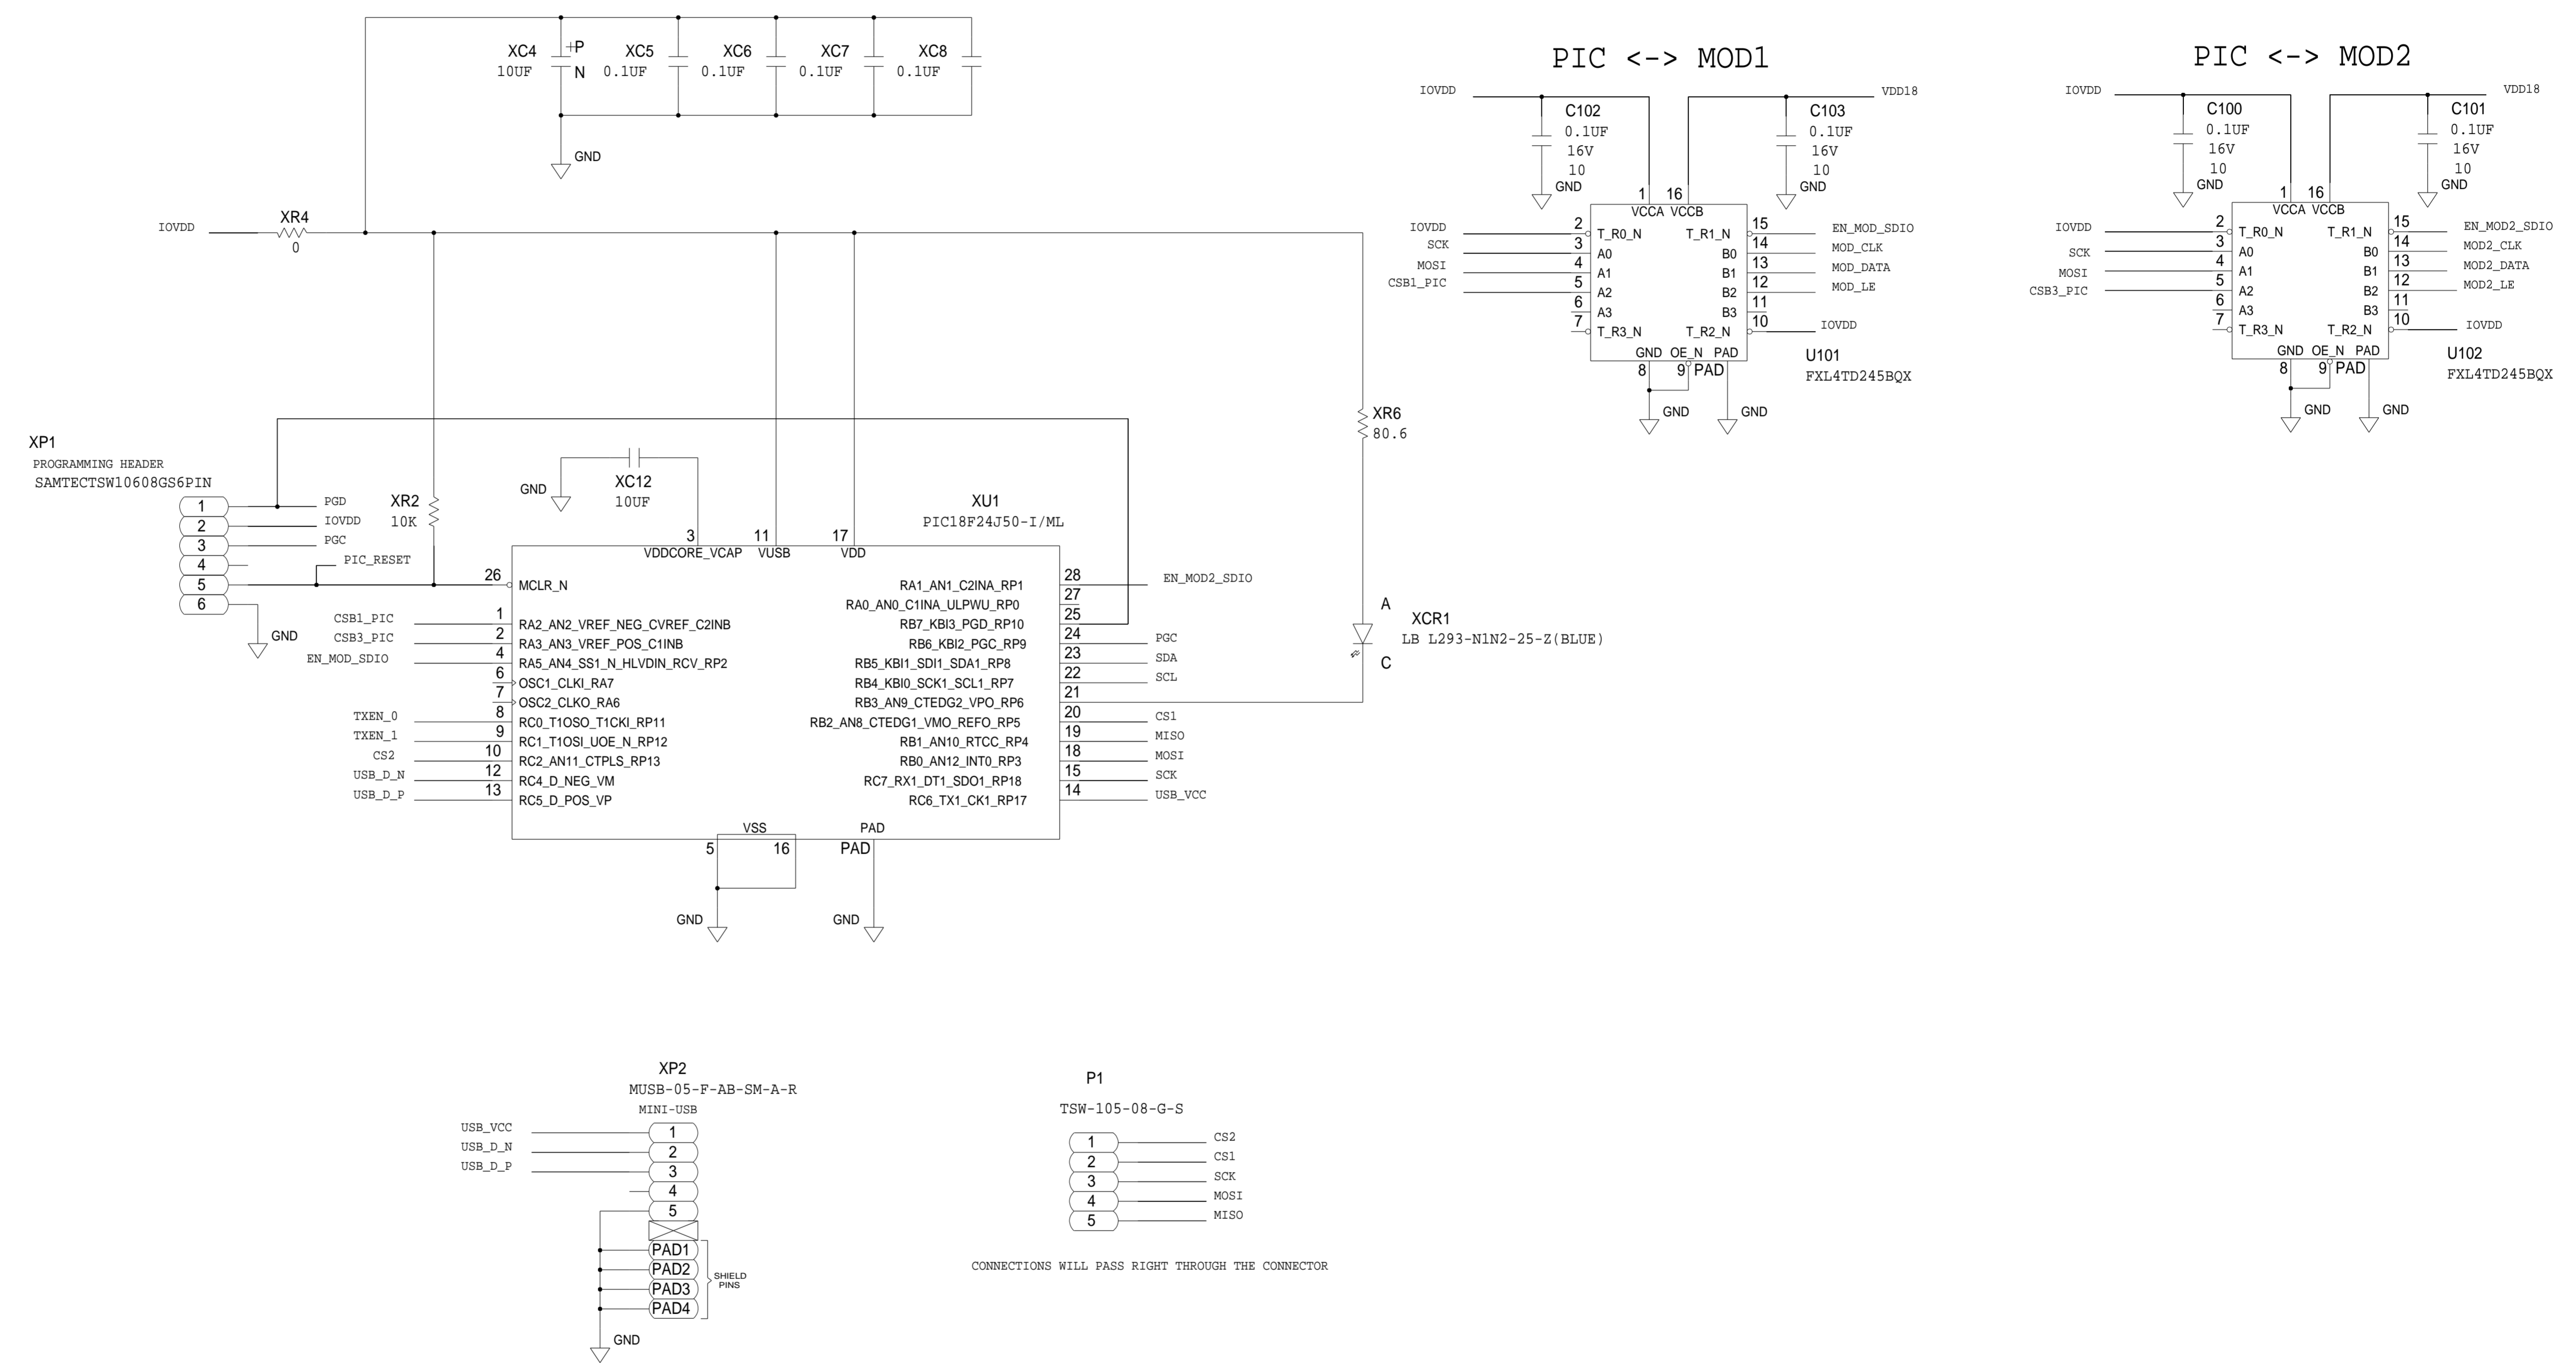 XC4
10UF
+P
N
XC5
0.1UF
XC6
0.1UF
XC7
0.1UF
XC8
0.1UF
GND
IOVDD
XR4
0
XP1
PROGRAMMING HEADER
SAMTECTSW10608GS6PIN
1 PGD
2 IOVDD
3 PGC
4
PIC_RESET
5
6
GND
XR2
10K
GND
XC12
10UF
XU1
PIC18F24J50-I/ML
3 11 17
VDDCORE_VCAP VUSB VDD
26 MCLR_N
CSB1_PIC 1 RA2_AN2_VREF_NEG_CVREF_C2INB
CSB3_PIC 2 RA3_AN3_VREF_POS_C1INB
EN_MOD_SDIO 4 RA5_AN4_SS1_N_HLVDIN_RCV_RP2
6 OSC1_CLKI_RA7
7 OSC2_CLKO_RA6
TXEN_0 8 RC0_T1OSO_T1CKI_RP11
TXEN_1 9 RC1_T1OSI_UOE_N_RP12
CS2 10 RC2_AN11_CTPLS_RP13
USB_D_N 12 RC4_D_NEG_VM
USB_D_P 13 RC5_D_POS_VP
RA1_AN1_C2INA_RP1 28 EN_MOD2_SDIO
RA0_AN0_C1INA_ULPWU_RP0 27
RB7_KBI3_PGD_RP10 25
RB6_KBI2_PGC_RP9 24 PGC
RB5_KBI1_SDI1_SDA1_RP8 23 SDA
RB4_KBI0_SCK1_SCL1_RP7 22 SCL
RB3_AN9_CTEDG2_VPO_RP6 21
RB2_AN8_CTEDG1_VMO_REFO_RP5 20 CS1
RB1_AN10_RTCC_RP4 19 MISO
RB0_AN12_INT0_RP3 18 MOSI
RC7_RX1_DT1_SDO1_RP18 15 SCK
RC6_TX1_CK1_RP17 14 USB_VCC
VSS PAD
5 16 PAD
GND GND
XR6
80.6
A
XCR1
LB L293-N1N2-25-Z(BLUE)
C
PIC <-> MOD1
IOVDD VDD18
C102
0.1UF
16V
10
GND
C103
0.1UF
16V
10
GND
1 16
VCCA VCCB
IOVDD 2 T_R0_N T_R1_N 15 EN_MOD_SDIO
SCK 3 A0 B0 14 MOD_CLK
MOSI 4 A1 B1 13 MOD_DATA
CSB1_PIC 5 A2 B2 12 MOD_LE
6 A3 B3 11
7 T_R3_N T_R2_N 10 IOVDD
GND OE_N PAD
8 9 PAD
U101
FXL4TD245BQX
GND GND
PIC <-> MOD2
IOVDD VDD18
C100
0.1UF
16V
10
GND
C101
0.1UF
16V
10
GND
1 16
VCCA VCCB
IOVDD 2 T_R0_N T_R1_N 15 EN_MOD2_SDIO
SCK 3 A0 B0 14 MOD2_CLK
MOSI 4 A1 B1 13 MOD2_DATA
CSB3_PIC 5 A2 B2 12 MOD2_LE
6 A3 B3 11
7 T_R3_N T_R2_N 10 IOVDD
GND OE_N PAD
8 9 PAD
U102
FXL4TD245BQX
GND GND
XP2
MUSB-05-F-AB-SM-A-R
MINI-USB
USB_VCC 1
USB_D_N 2
USB_D_P 3
4
5
PAD1
PAD2
PAD3
PAD4
SHIELD
PINS
GND
P1
TSW-105-08-G-S
1 CS2
2 CS1
3 SCK
4 MOSI
5 MISO
CONNECTIONS WILL PASS RIGHT THROUGH THE CONNECTOR